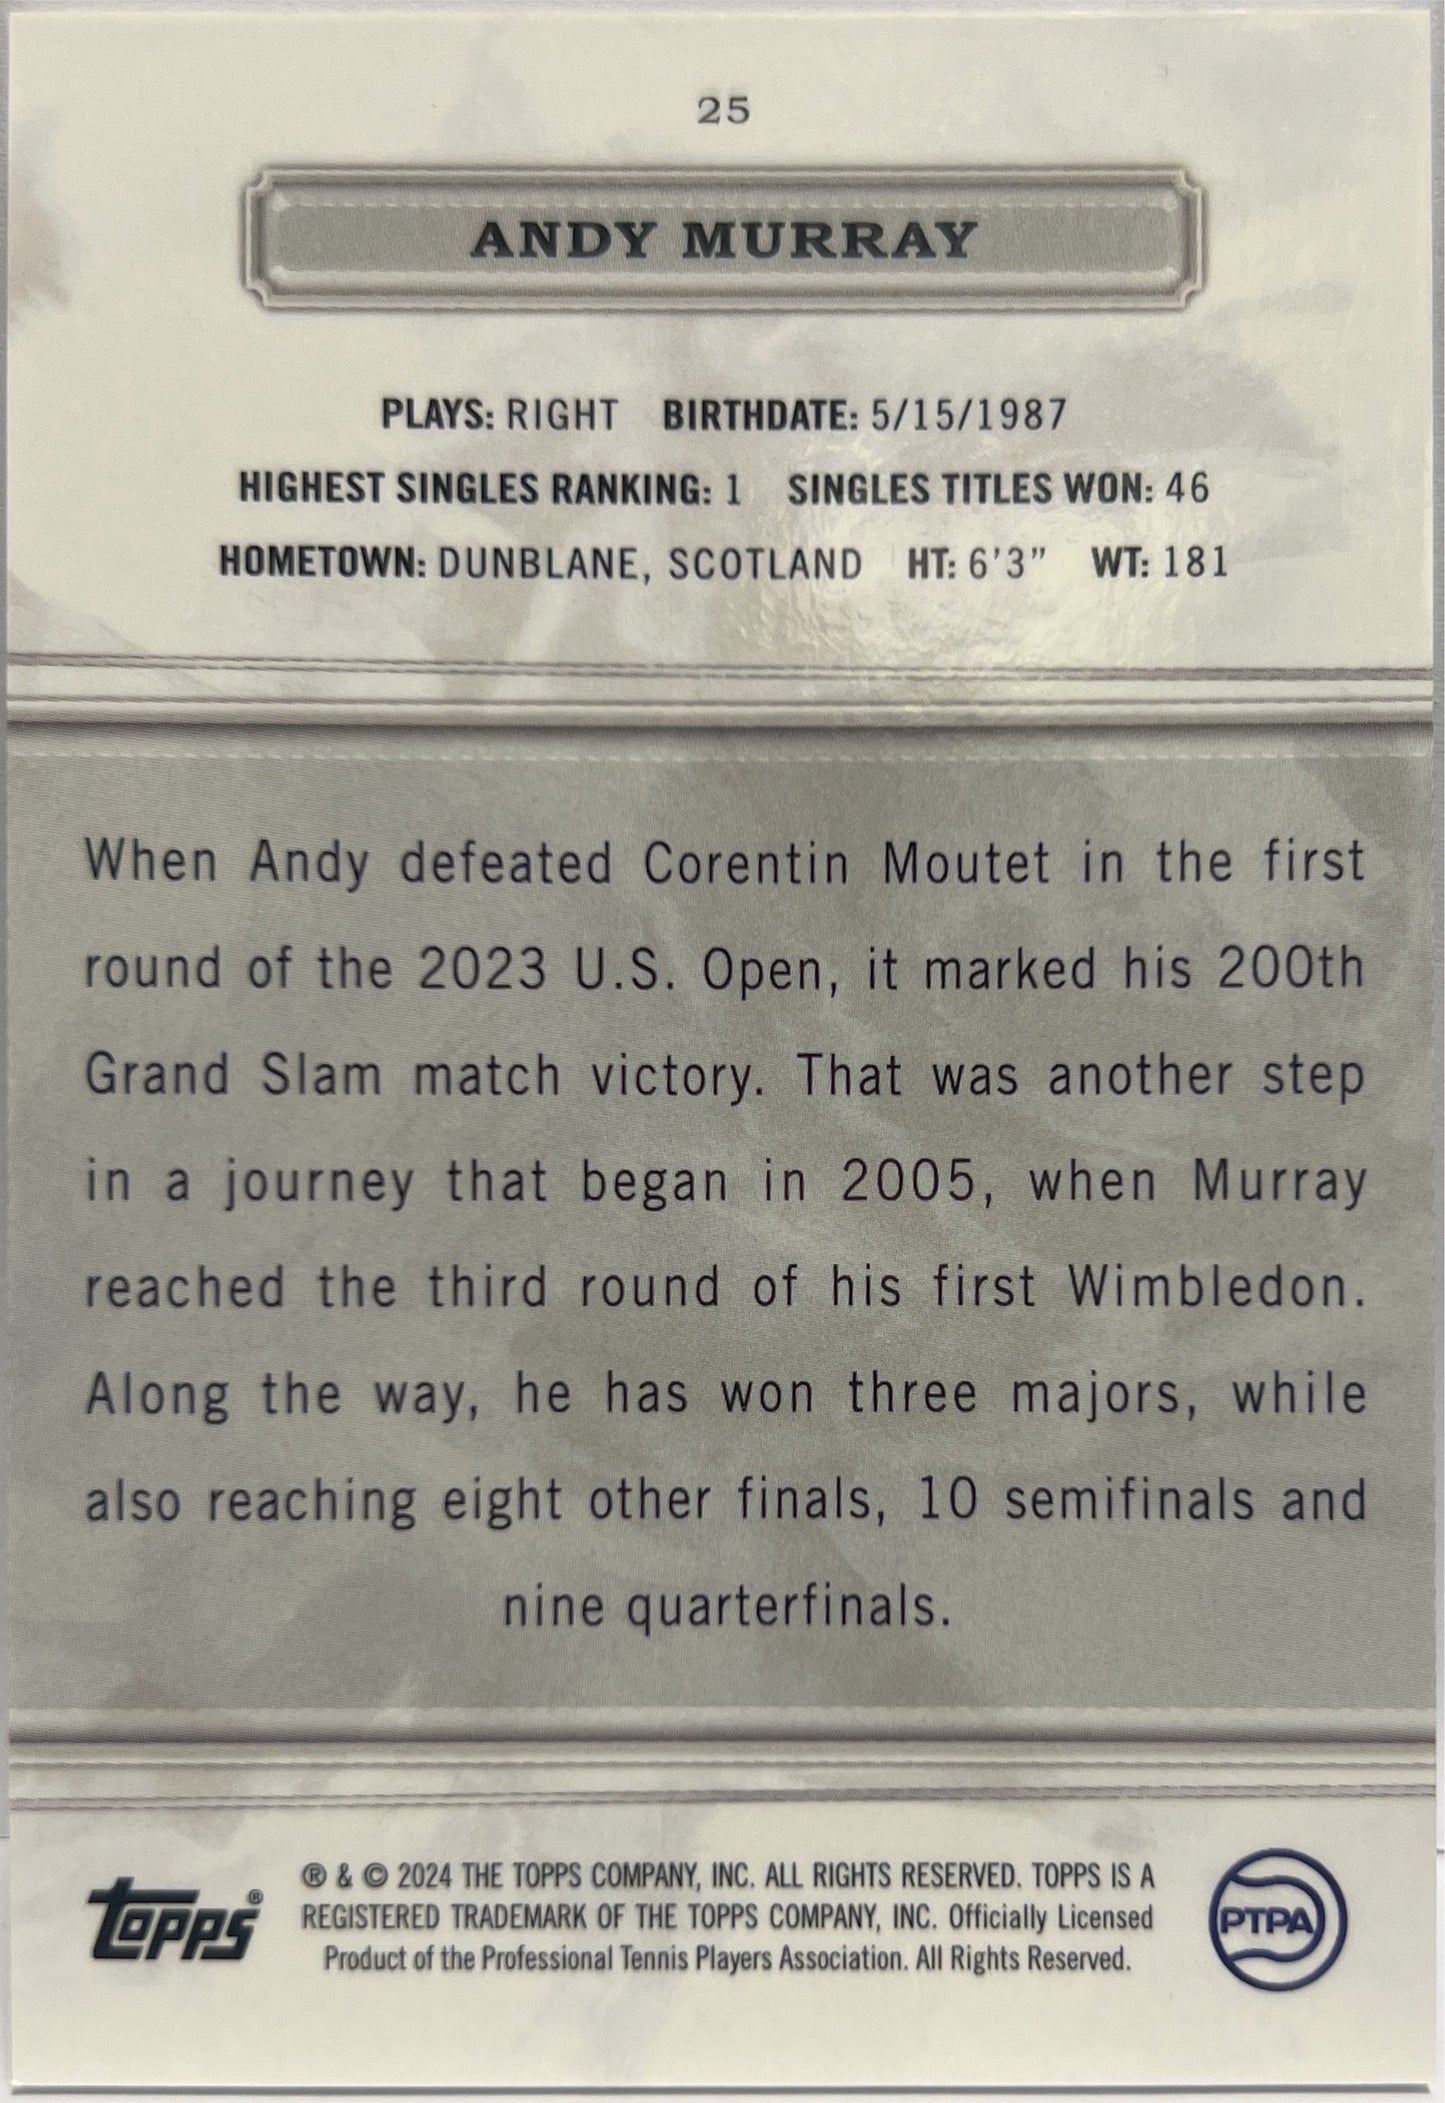 25
ANDY MURRAY
PLAYS: RIGHT BIRTHDATE: 5/15/1987
HIGHEST SINGLES RANKING: 1 SINGLES TITLES WON: 46
HOMETOWN: DUNBLANE, SCOTLAND HT: 6'3" WT: 181
When Andy defeated Corentin Moutet in the first
round of the 2023 U.S. Open, it marked his 200th
Grand Slam match victory. That was another step
in a journey that began in 2005, when Murray
reached the third round of his first Wimbledon.
Along the way, he has won three majors, while
also reaching eight other finals, 10 semifinals and
nine quarterfinals.
topps®
® & © 2024 THE TOPPS COMPANY, INC. ALL RIGHTS RESERVED. TOPPS IS A
REGISTERED TRADEMARK OF THE TOPPS COMPANY, INC. Officially Licensed
Product of the Professional Tennis Players Association. All Rights Reserved.
PTPA